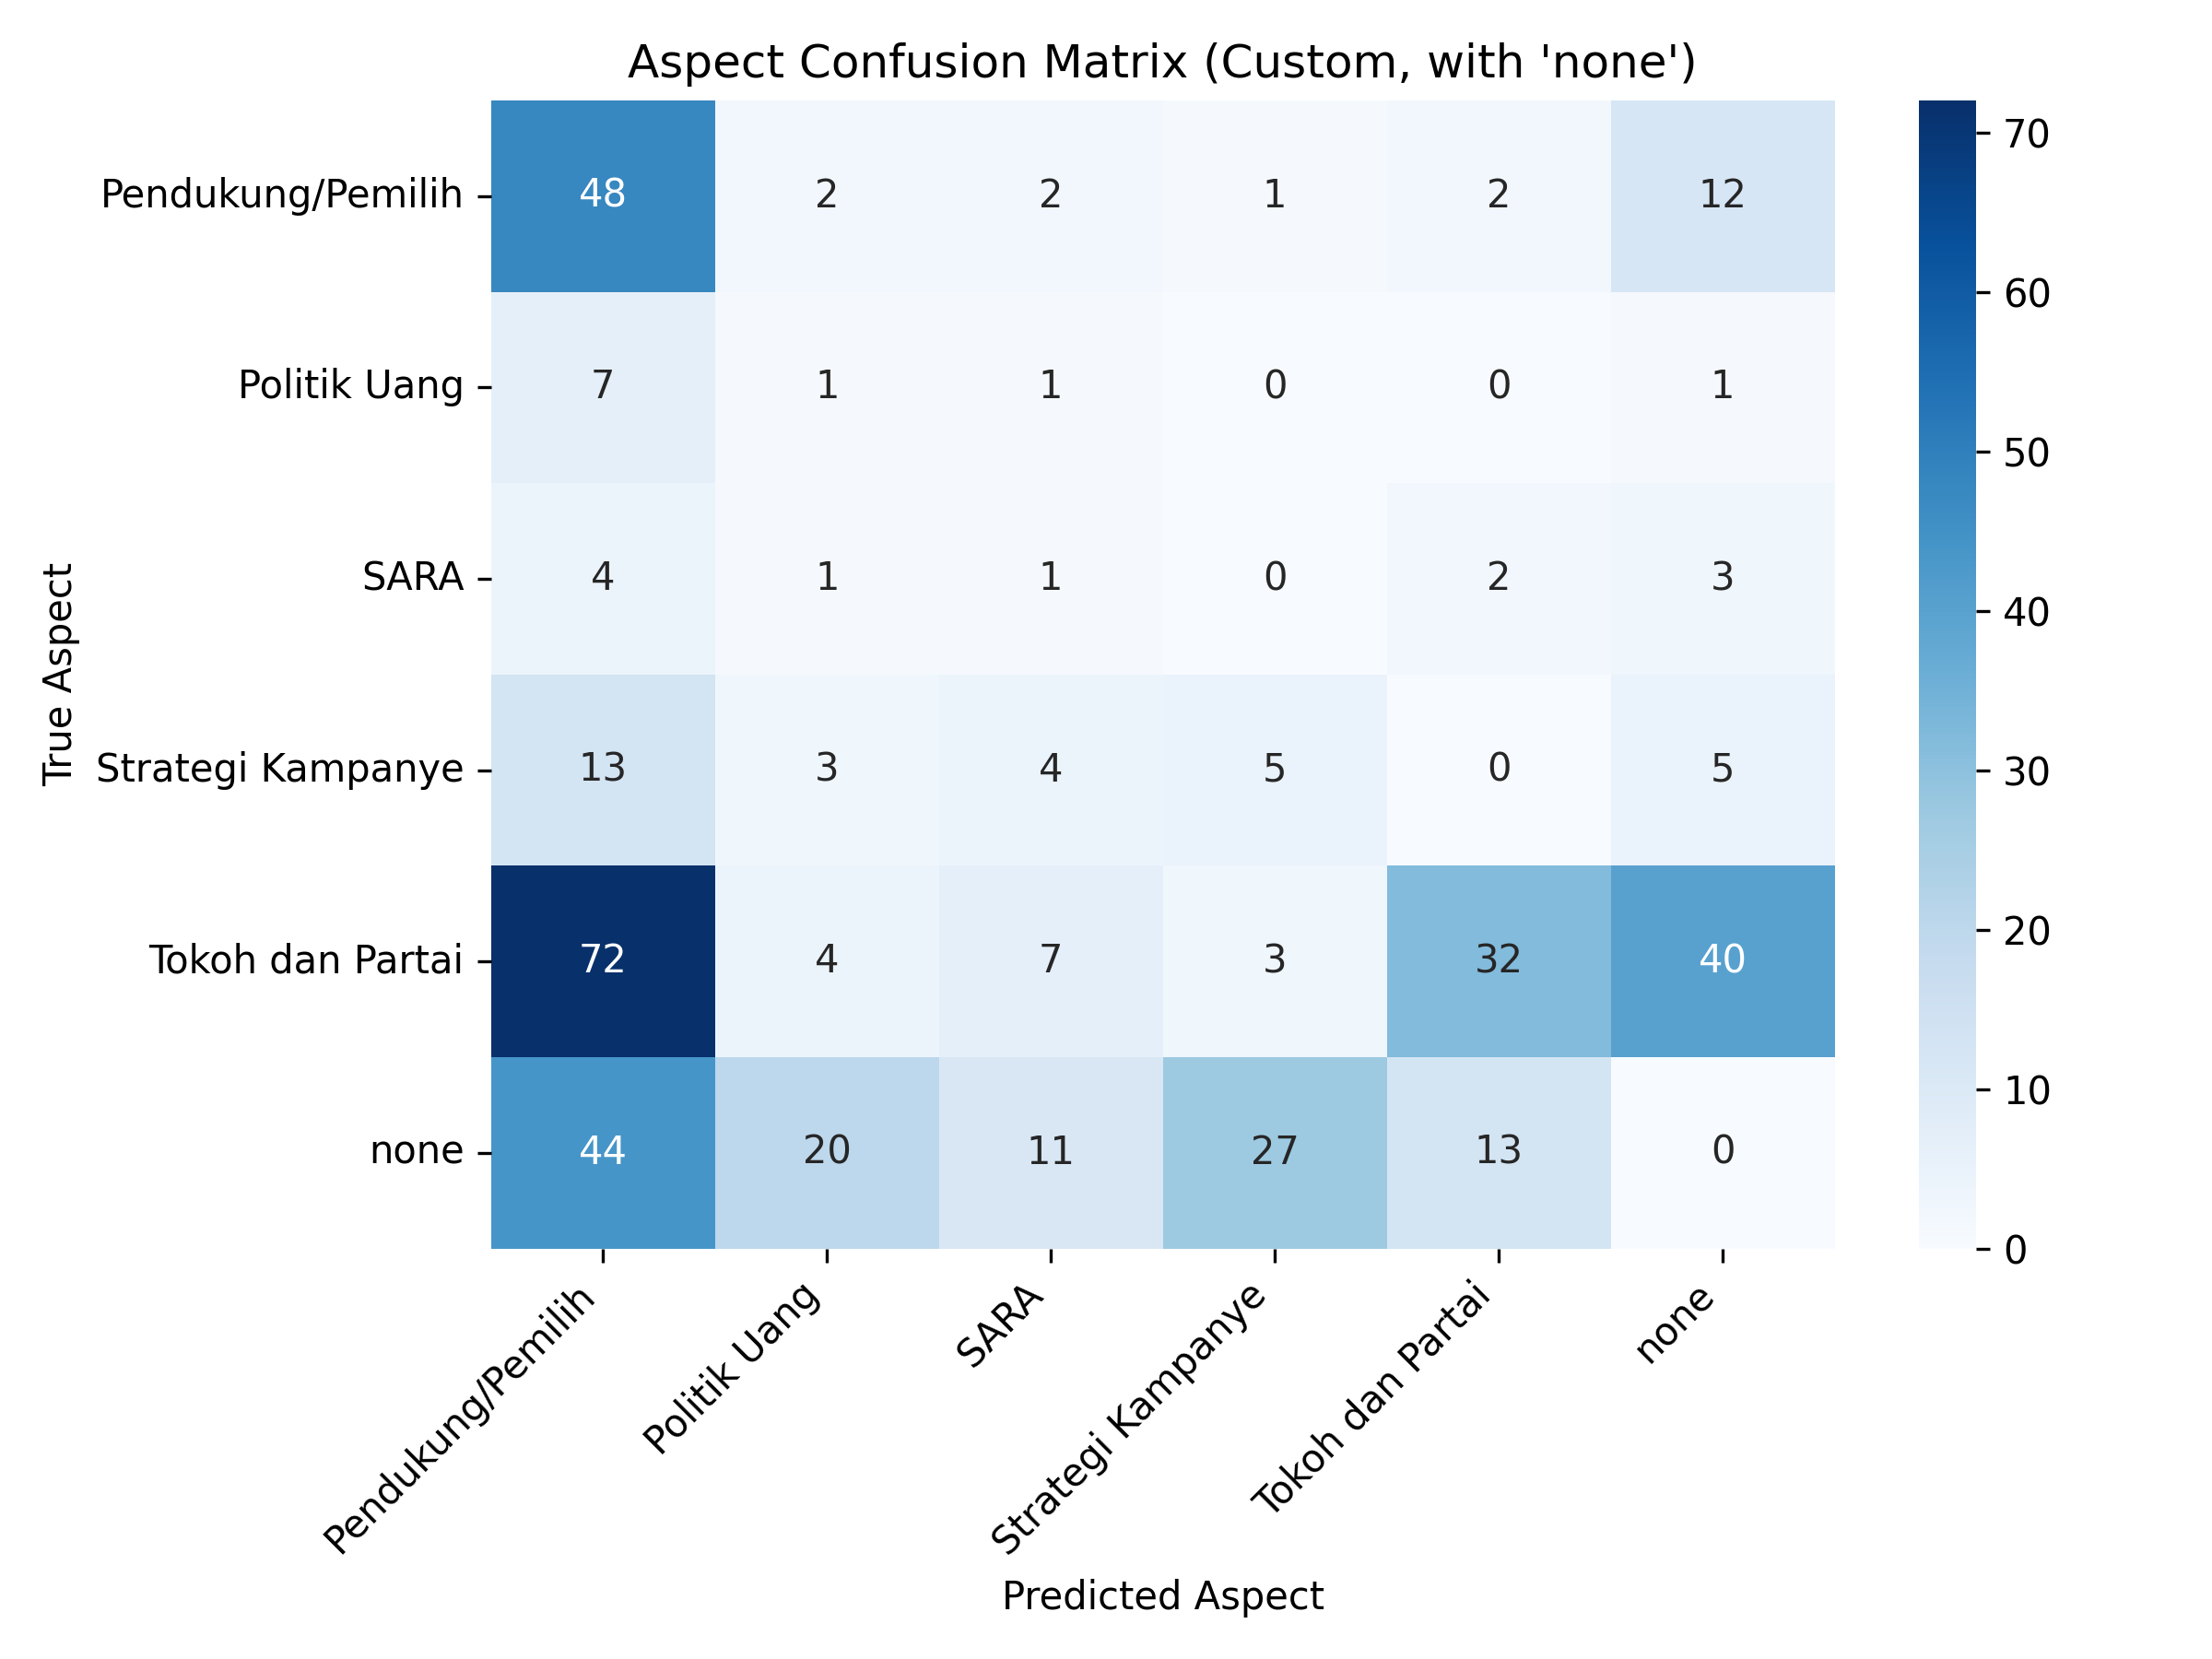 Aspect Confusion Matrix (Custom, with 'none')
True Aspect
Pendukung/Pemilih 48 2 2 1 2 12
Politik Uang 7 1 1 0 0 1
SARA 4 1 1 0 2 3
Strategi Kampanye 13 3 4 5 0 5
Tokoh dan Partai 72 4 7 3 32 40
none 44 20 11 27 13 0
Pendukung/Pemilih Politik Uang SARA Strategi Kampanye Tokoh dan Partai none
Predicted Aspect
70
60
50
40
30
20
10
0